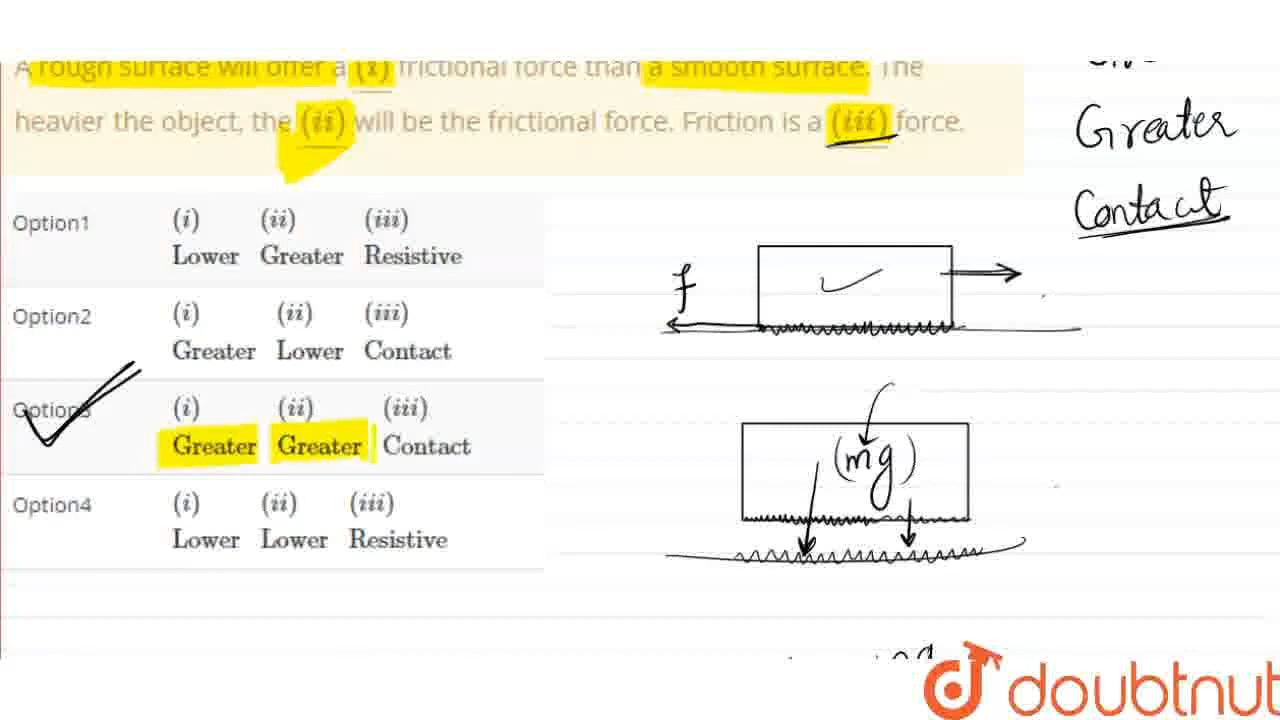 A rough surface will offer a (i) frictional force than a smooth surface. The
heavier the object, the (ii) will be the frictional force. Friction is a (iii) force.
Greater
Contact
Option1 (i) (ii) (iii)
Lower Greater Resistive
Option2 (i) (ii) (iii)
Greater Lower Contact
Option3 (i) (ii) (iii)
Greater Greater Contact
Option4 (i) (ii) (iii)
Lower Lower Resistive
f
(mg)
doubtnut